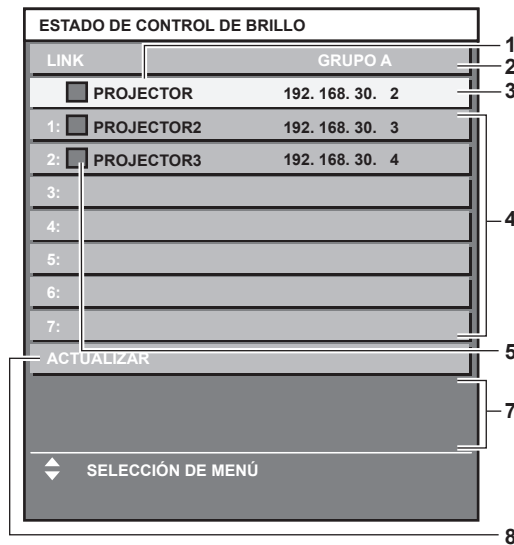 ESTADO DE CONTROL DE BRILLO
LINK GRUPO A
PROJECTOR 192. 168. 30. 2
1: PROJECTOR2 192. 168. 30. 3
2: PROJECTOR3 192. 168. 30. 4
3:
4:
5:
6:
7:
ACTUALIZAR
SELECCIÓN DE MENÚ
1
2
3
4
5
7
8